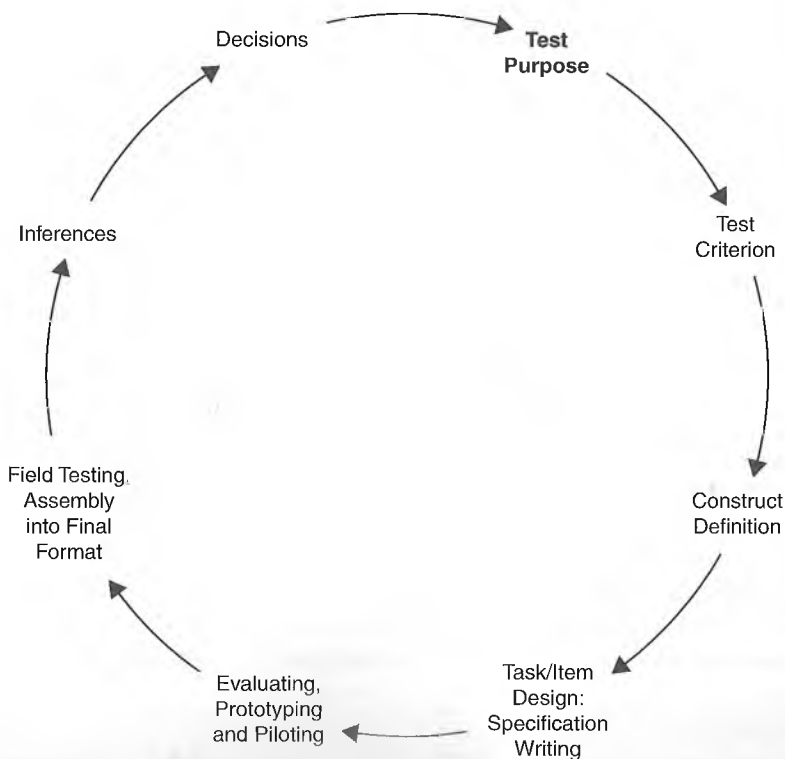 Decisions
Test
Purpose
Test
Criterion
Construct
Definition
Task/Item
Design:
Specification
Writing
Evaluating,
Prototyping
and Piloting
Field Testing,
Assembly
into Final
Format
Inferences